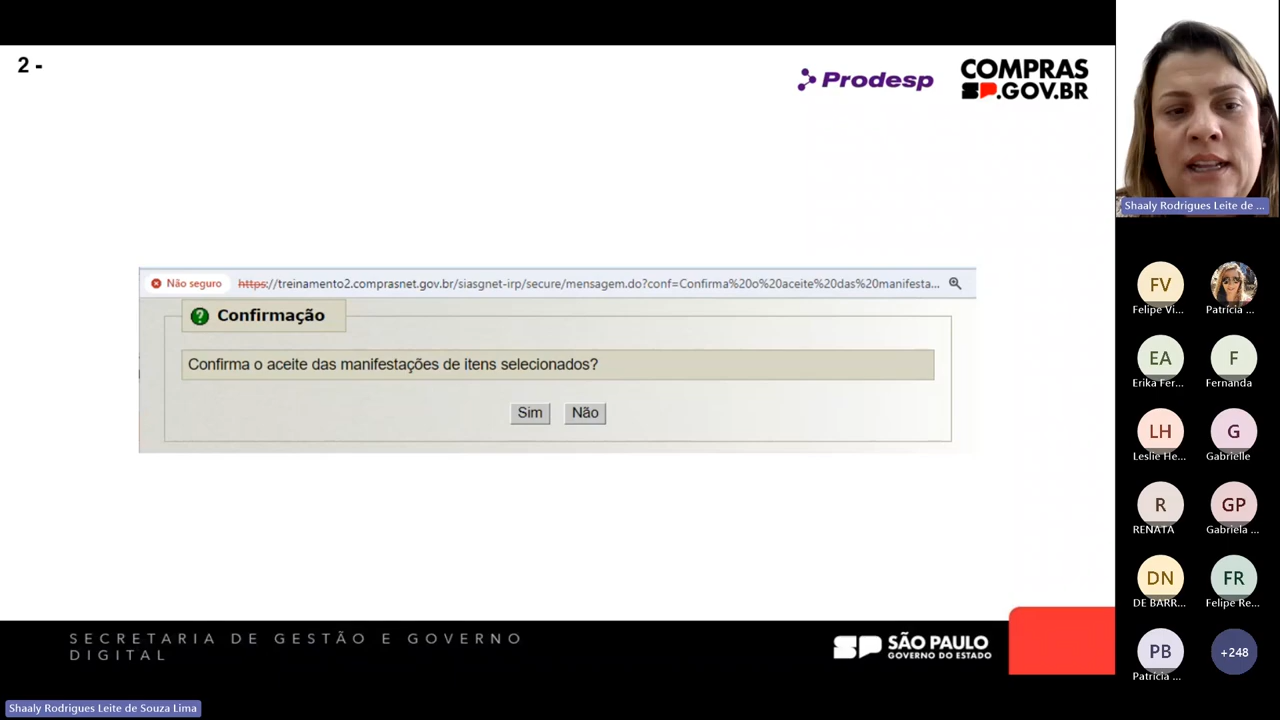 2 -
Prodesp
COMPRAS
SP.GOV.BR
Não seguro https://treinamento2.comprasnet.gov.br/siasgnet-irp/secure/mensagem.do?conf=Confirma%20o%20aceite%20das%20manifesta...
? Confirmação
Confirma o aceite das manifestações de itens selecionados?
Sim Não
SECRETARIA DE GESTÃO E GOVERNO
DIGITAL
SP SÃO PAULO
GOVERNO DO ESTADO
Shaaly Rodrigues Leite de Souza Lima
Shaaly Rodrigues Leite de ...
FV
Felipe Vi... Patrícia ...
EA F
Erika Fer... Fernanda
LH G
Leslie He... Gabrielle
R GP
RENATA Gabriela ...
DN FR
DE BARR... Felipe Re...
PB +248
Patrícia ...